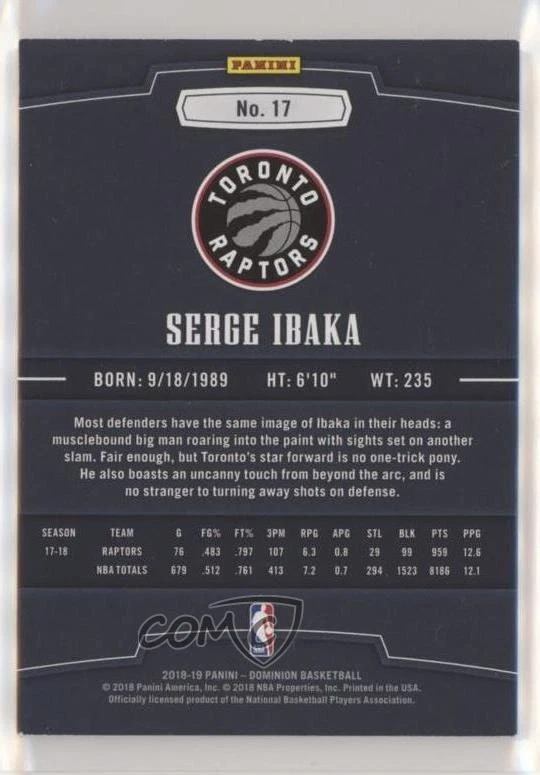 PANINI
No. 17
TORONTO
RAPTORS
SERGE IBAKA
BORN: 9/18/1989 HT: 6'10" WT: 235
Most defenders have the same image of Ibaka in their heads: a
musclebound big man roaring into the paint with sights set on another
slam. Fair enough, but Toronto's star forward is no one-trick pony.
He also boasts an uncanny touch from beyond the arc, and is
no stranger to turning away shots on defense.
SEASON TEAM G FG% FT% 3PM RPG APG STL BLK PTS PPG
17-18 RAPTORS 76 .483 .797 107 6.3 0.8 29 99 959 12.6
NBA TOTALS 679 .512 .761 413 7.2 0.7 294 1523 8186 12.1
COMC
2018-19 PANINI – DOMINION BASKETBALL
© 2018 Panini America, Inc. © 2018 NBA Properties, Inc. Printed in the USA.
Officially licensed product of the National Basketball Players Association.